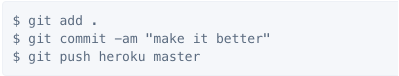 $ git add .
$ git commit -am "make it better"
$ git push heroku master